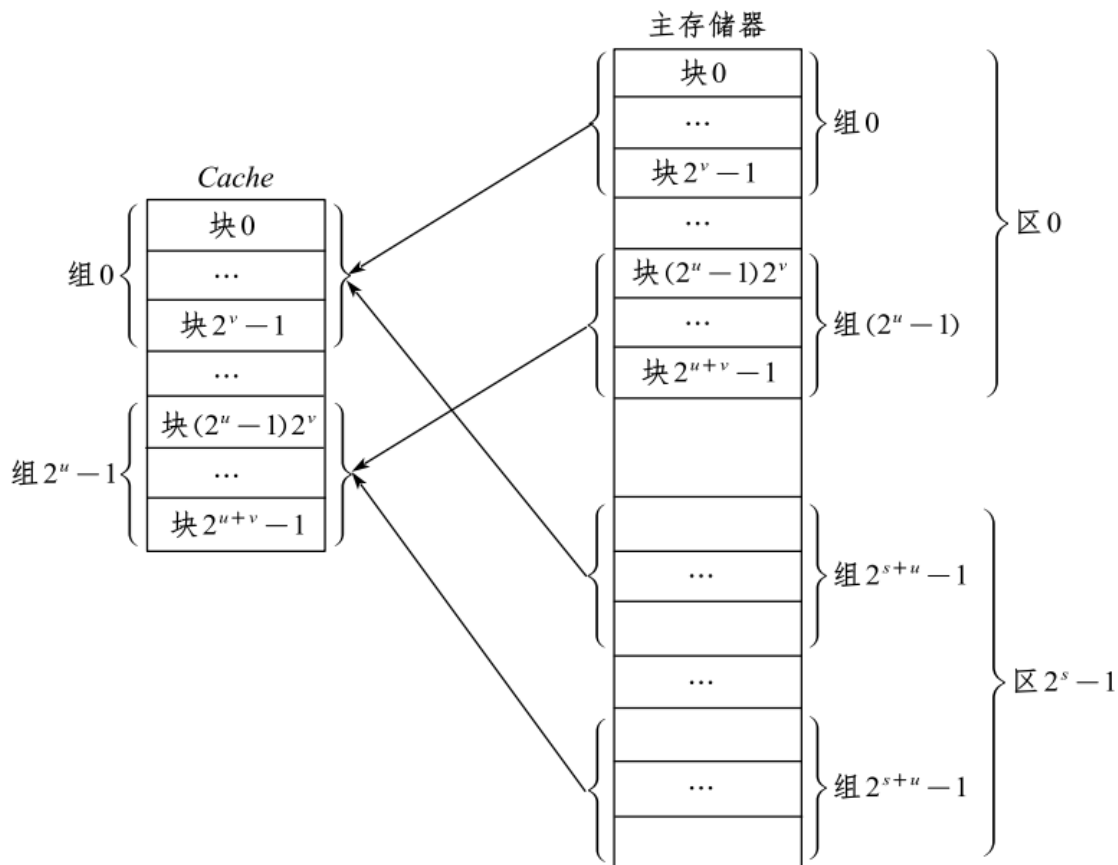 主存储器
块0
…
组0
块2^v−1
…
区0
块(2^u−1)2^v
…
组(2^u−1)
块2^{u+v}−1
Cache
块0
组0
…
块2^v−1
…
块(2^u−1)2^v
组2^u−1
…
块2^{u+v}−1
…
组2^{s+u}−1
…
区2^s−1
…
组2^{s+u}−1